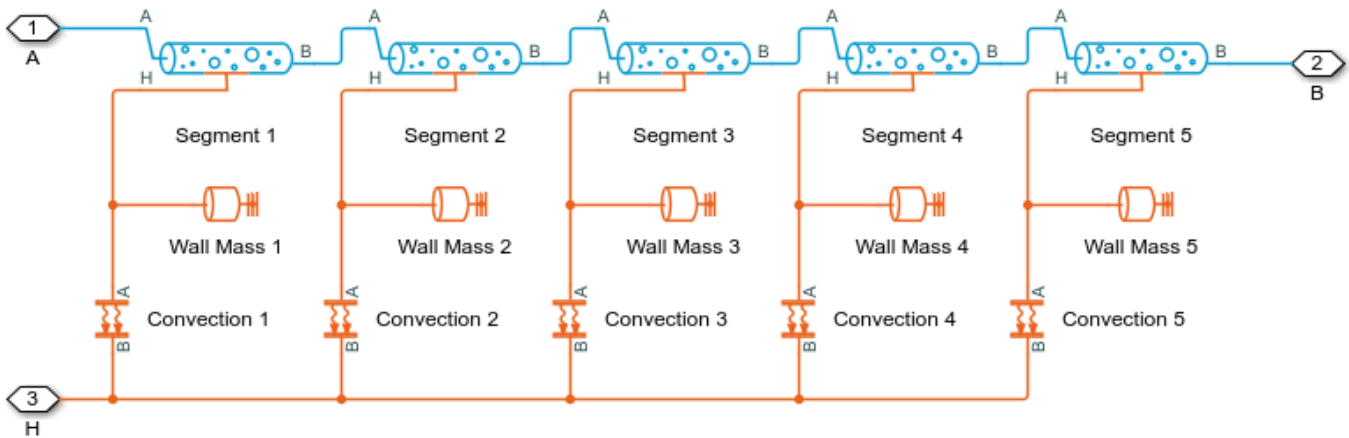 1
A
A
H
B
A
H
B
A
H
B
A
H
B
A
H
B
2
B
Segment 1
Segment 2
Segment 3
Segment 4
Segment 5
Wall Mass 1
Wall Mass 2
Wall Mass 3
Wall Mass 4
Wall Mass 5
A
B
Convection 1
A
B
Convection 2
A
B
Convection 3
A
B
Convection 4
A
B
Convection 5
3
H